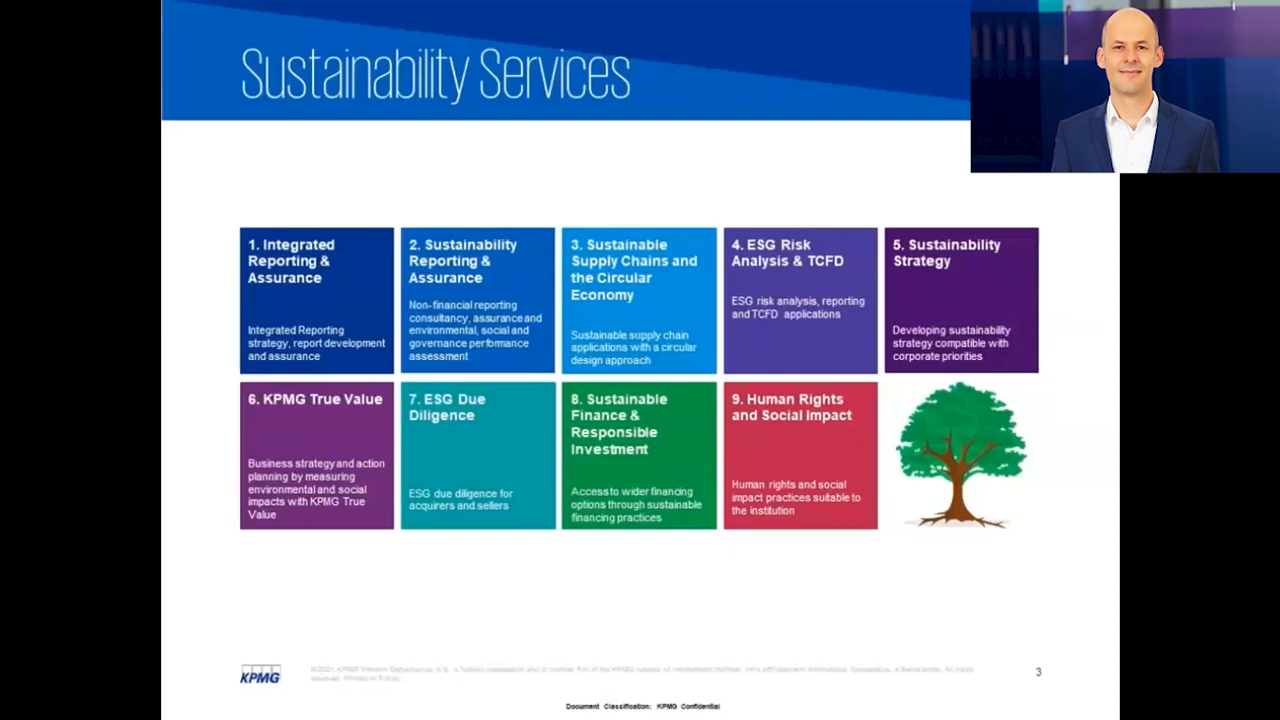 Sustainability Services
1. Integrated
Reporting &
Assurance
Integrated Reporting
strategy, report development
and assurance
2. Sustainability
Reporting &
Assurance
Non-financial reporting
consultancy, assurance and
environmental, social and
governance performance
assessment
3. Sustainable
Supply Chains and
the Circular
Economy
Sustainable supply chain
applications with a circular
design approach
4. ESG Risk
Analysis & TCFD
ESG risk analysis, reporting
and TCFD applications
5. Sustainability
Strategy
Developing sustainability
strategy compatible with
corporate priorities
6. KPMG True Value
Business strategy and action
planning by measuring
environmental and social
impacts with KPMG True
Value
7. ESG Due
Diligence
ESG due diligence for
acquirers and sellers
8. Sustainable
Finance &
Responsible
Investment
Access to wider financing
options through sustainable
financing practices
9. Human Rights
and Social Impact
Human rights and social
impact practices suitable to
the institution
KPMG
3
Document Classification: KPMG Confidential